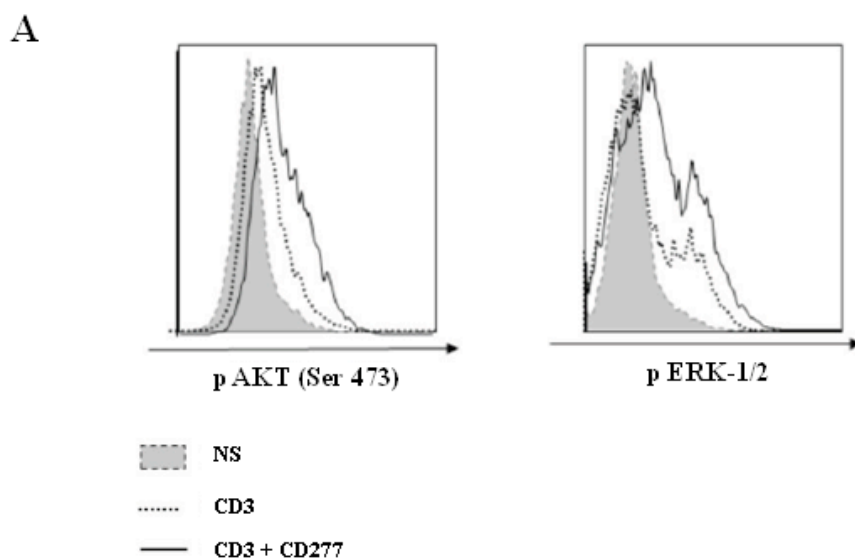 A
p AKT (Ser 473)
p ERK-1/2
NS
CD3
CD3 + CD277